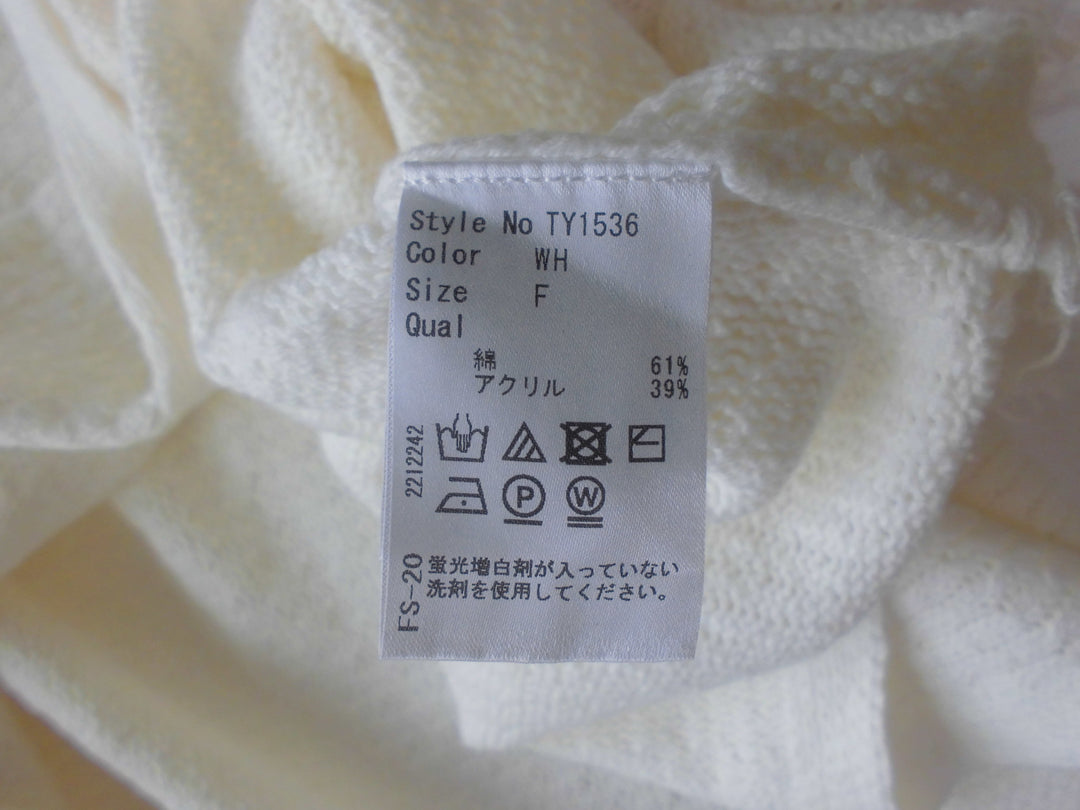 Style No TY1536
Color WH
Size F
Qual
綿 61%
アクリル 39%
2212242
P W
FS-20
蛍光増白剤が入っていない
洗剤を使用してください。